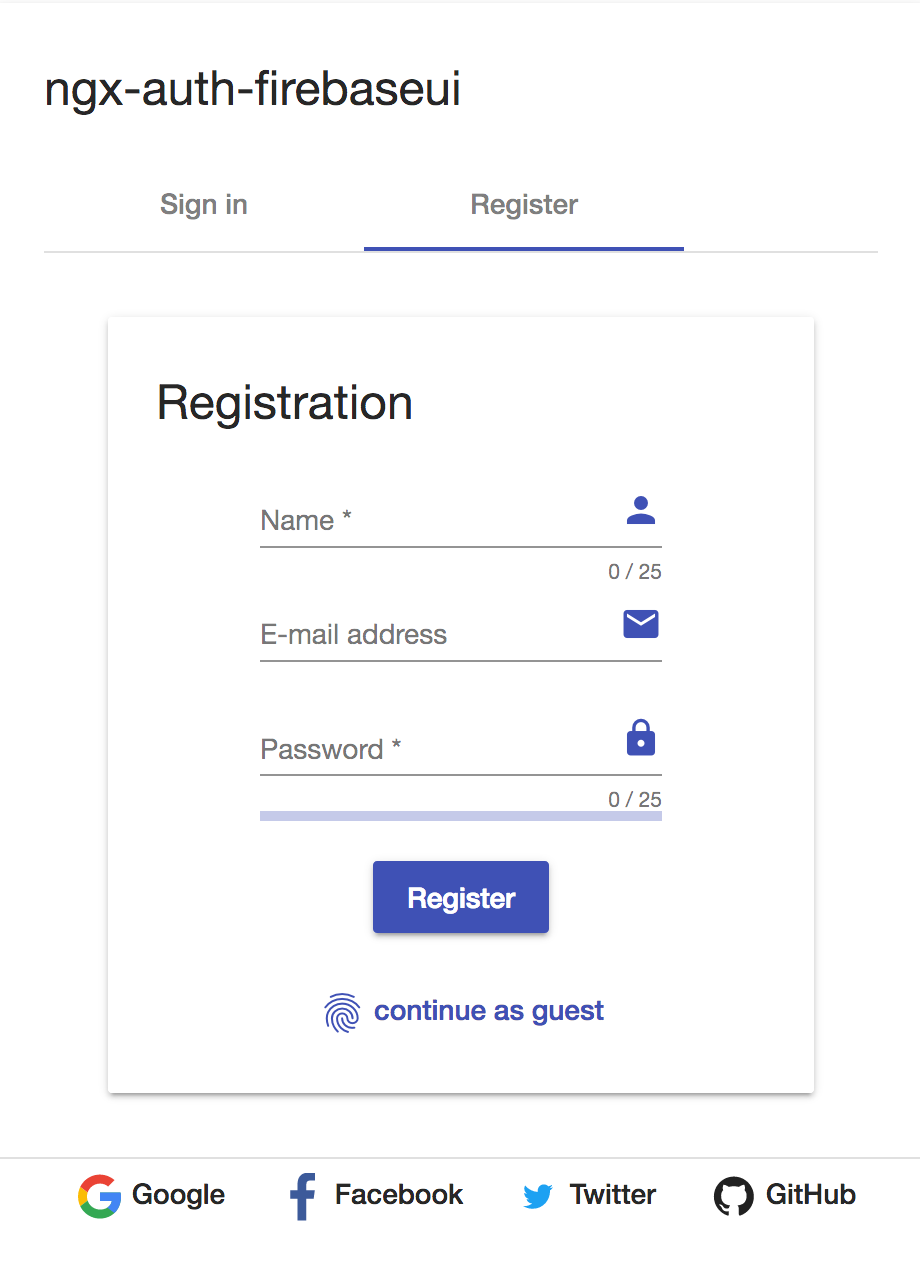 ngx-auth-firebaseui
Sign in
Register
Registration
Name *
0 / 25
E-mail address
Password *
0 / 25
Register
continue as guest
Google Facebook Twitter GitHub